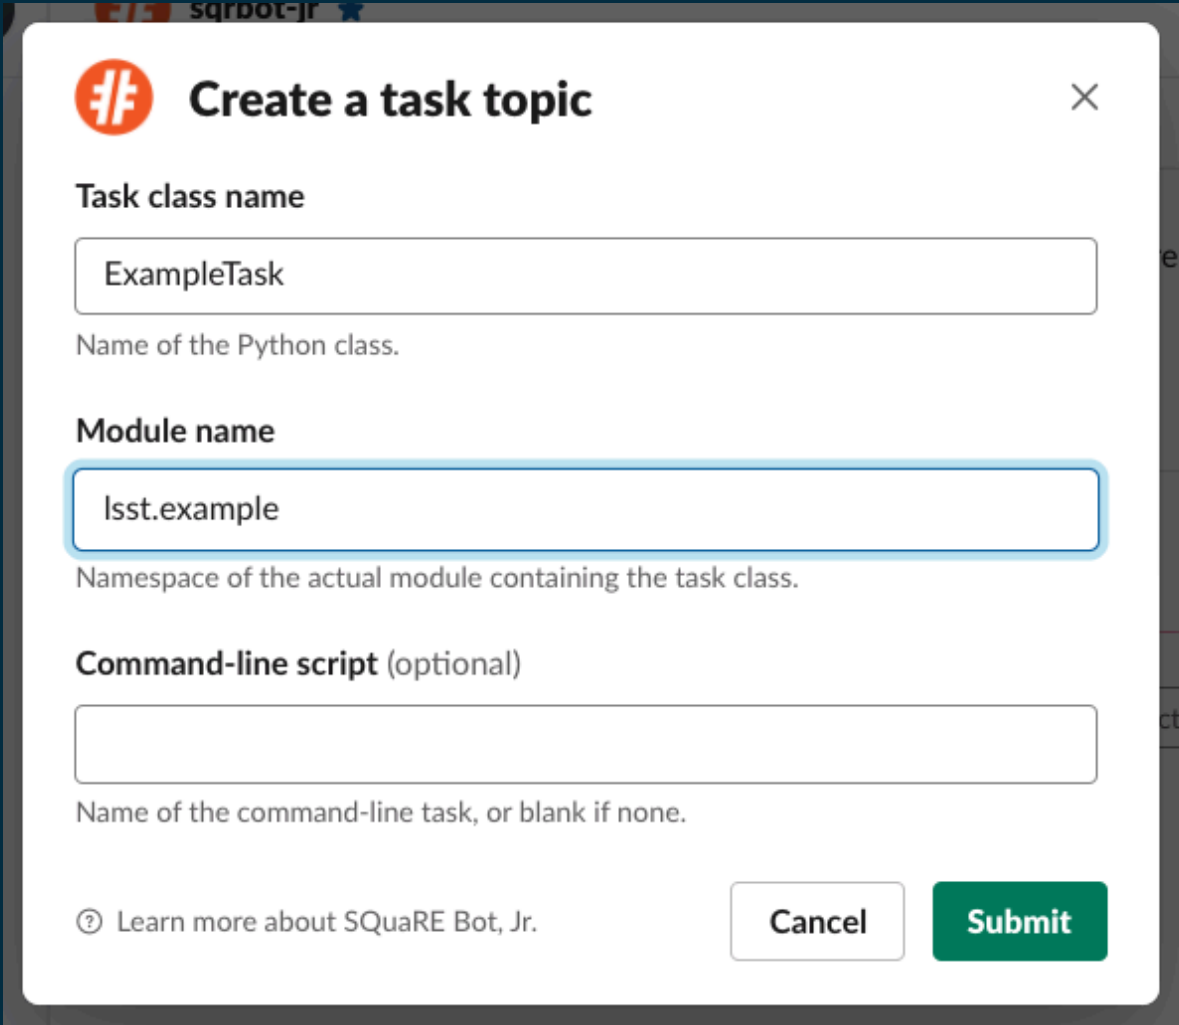 sqrbot-jr
Create a task topic
Task class name
ExampleTask
Name of the Python class.
Module name
lsst.example
Namespace of the actual module containing the task class.
Command-line script (optional)
Name of the command-line task, or blank if none.
Learn more about SQuaRE Bot, Jr.
Cancel
Submit